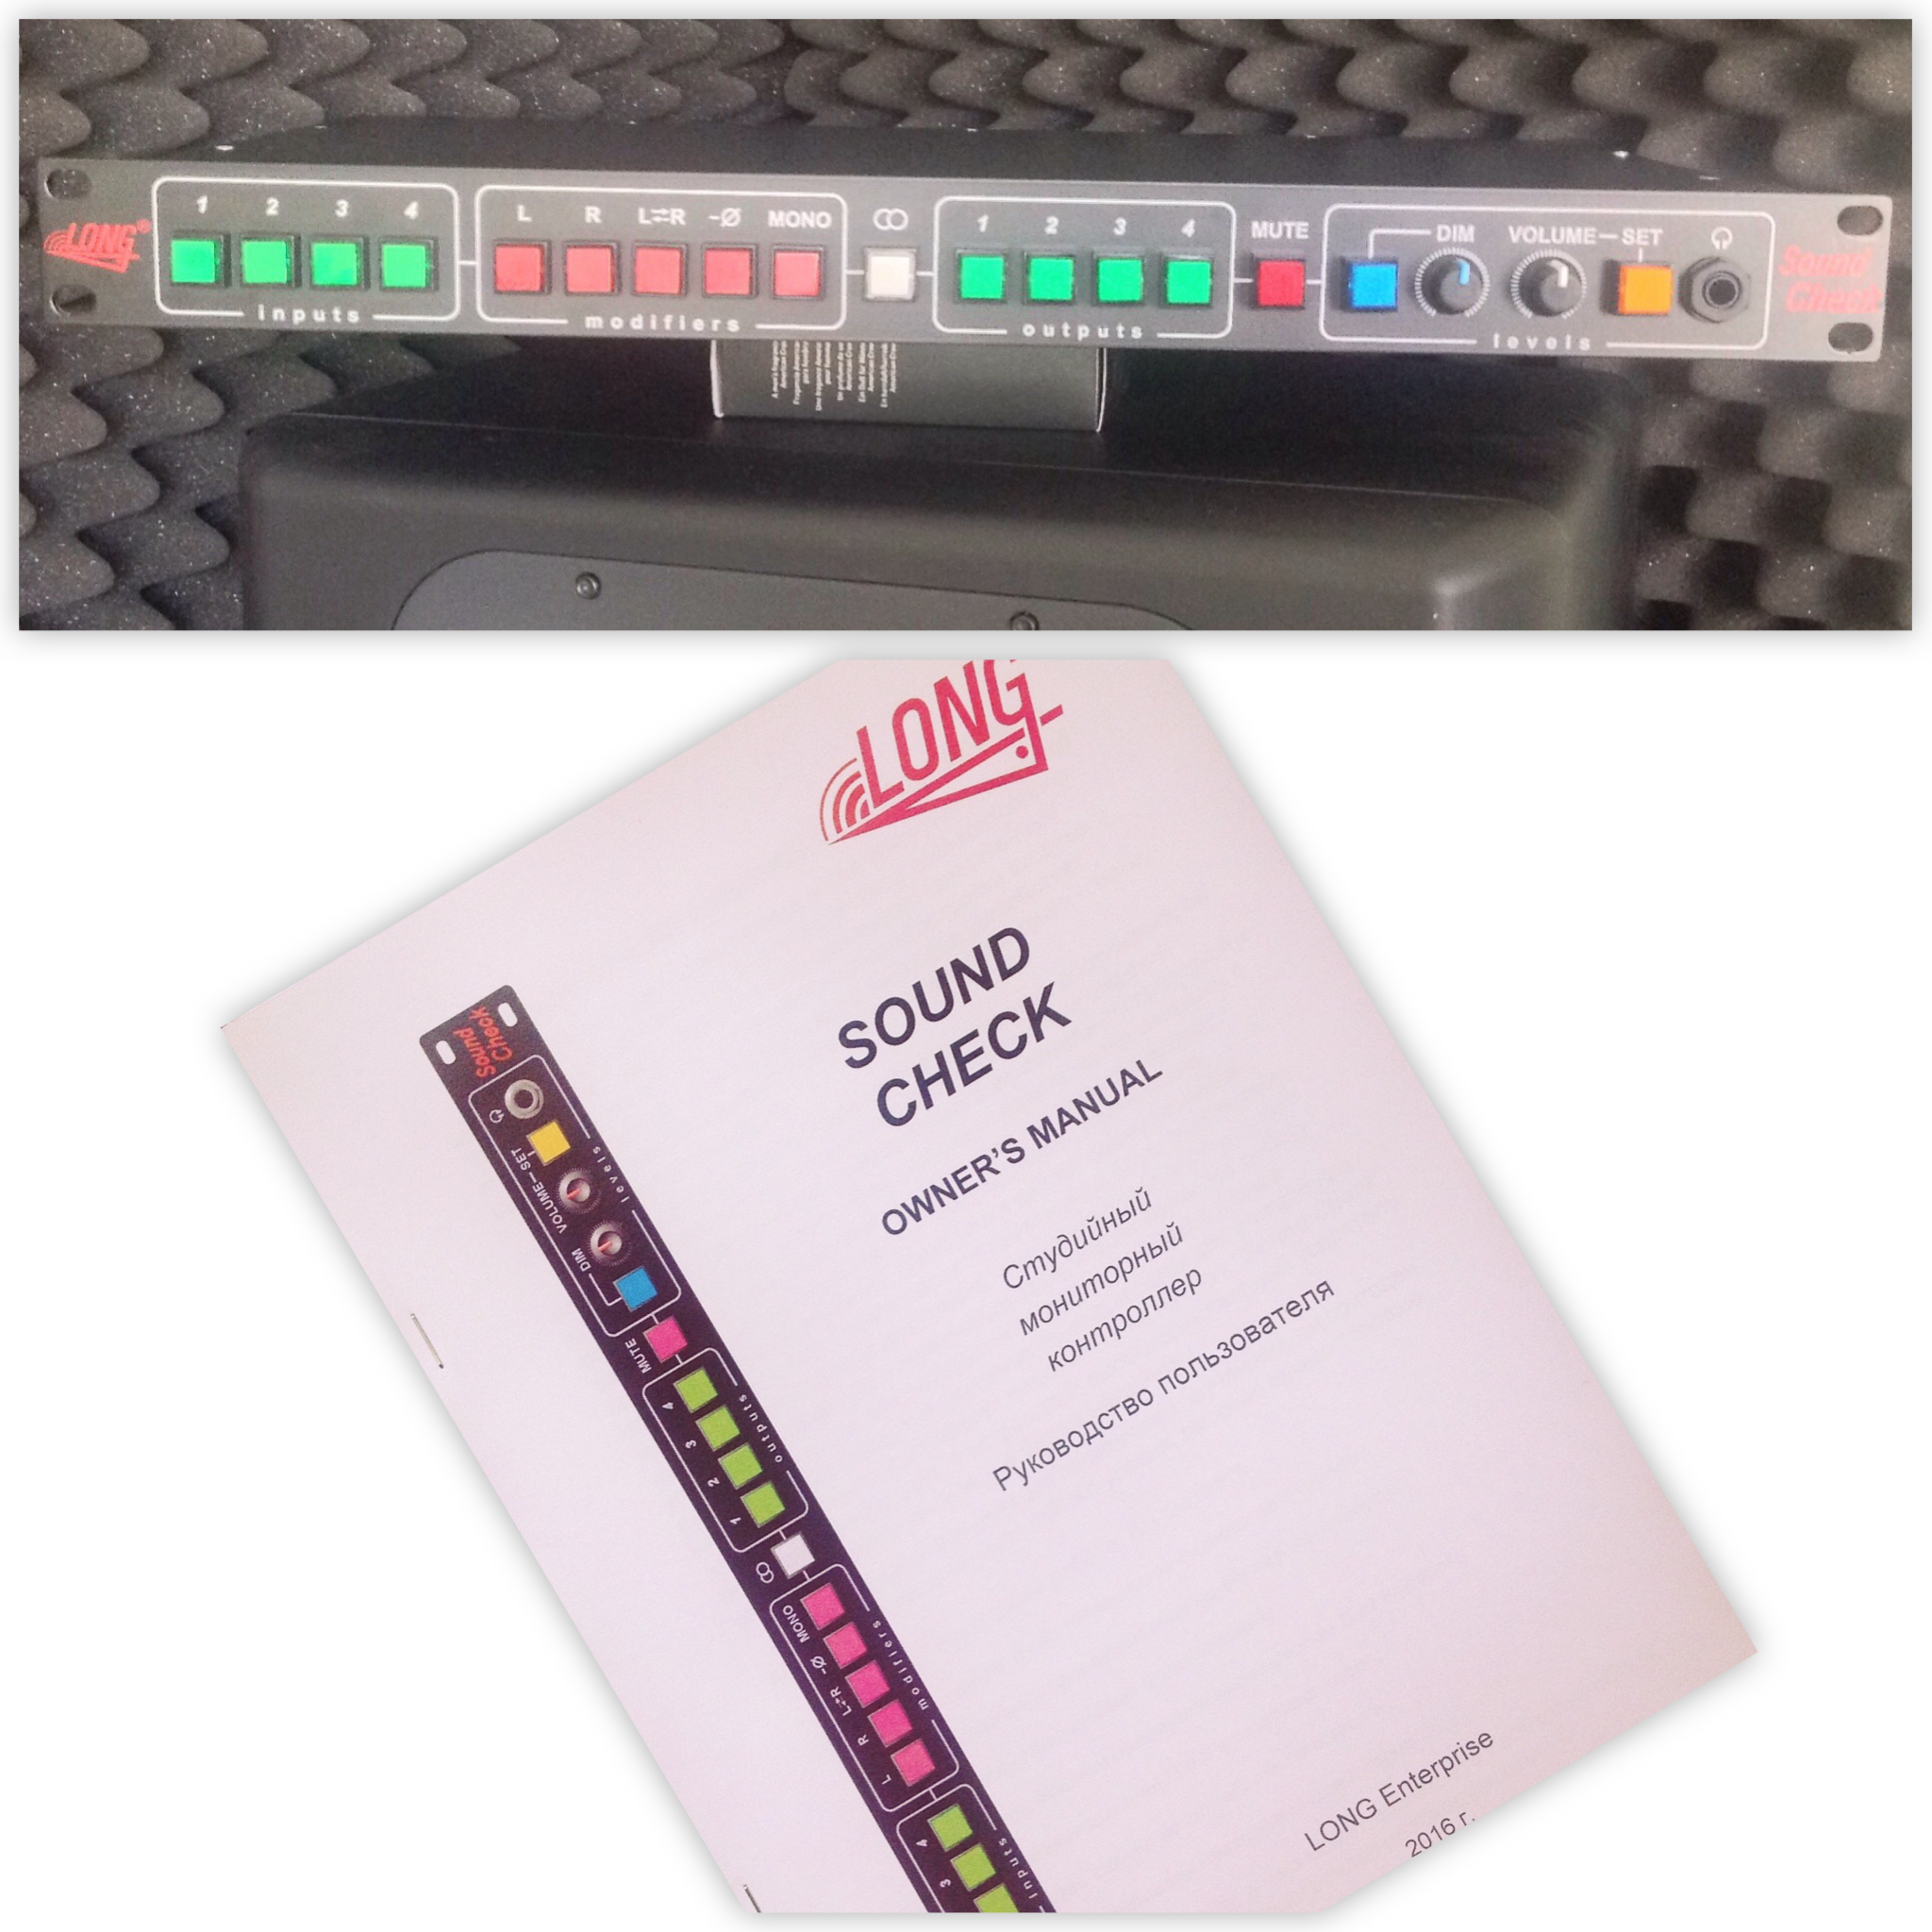 LONG®
1 2 3 4
inputs
L R L⇄R -Ø MONO
modifiers
1 2 3 4
outputs
MUTE
DIM VOLUME SET
levels
Sound
Check
LONG
SOUND
CHECK
OWNER'S MANUAL
Студийный
мониторный
контроллер
Руководство пользователя
LONG Enterprise
2016 г.
Sound
Check
levels
DIM VOLUME SET
MUTE
outputs
1 2 3 4
modifiers
L R L⇄R -Ø MONO
inputs
3 4